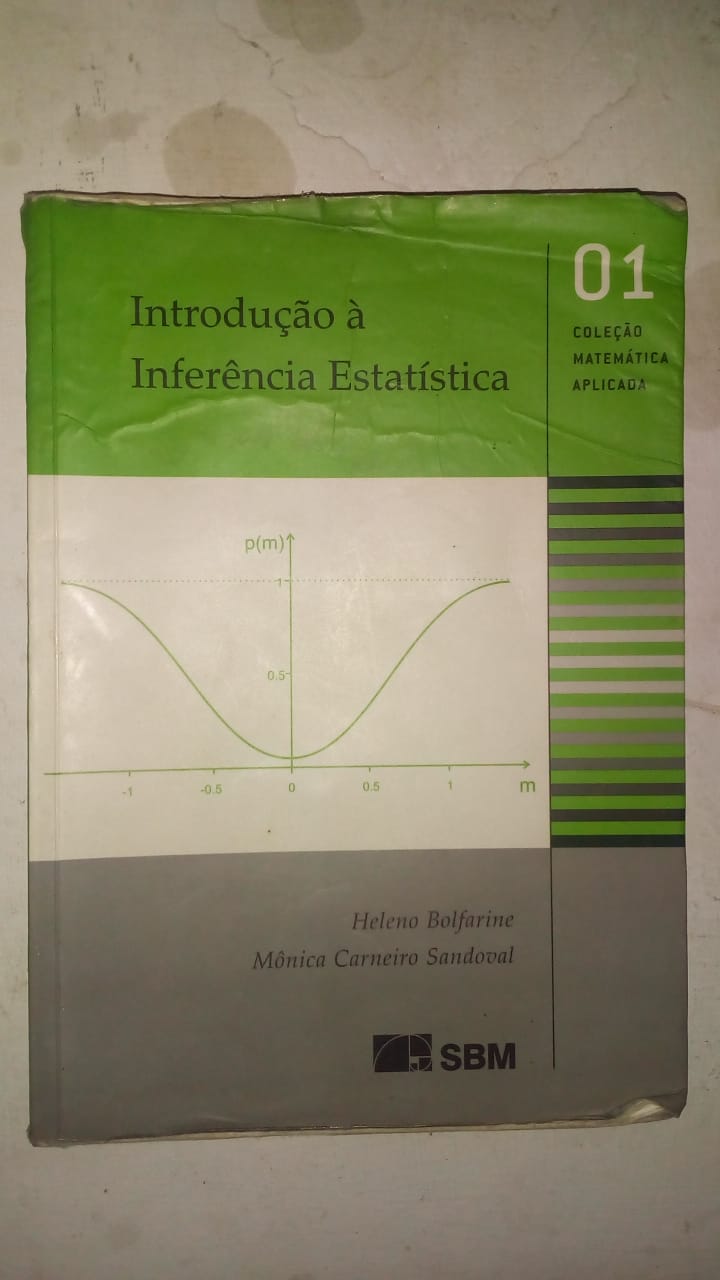 Introdução à
Inferência Estatística
01
COLEÇÃO
MATEMÁTICA
APLICADA
p(m)
1
0.5
-1
-0.5
0
0.5
1
m
Heleno Bolfarine
Mônica Carneiro Sandoval
SBM